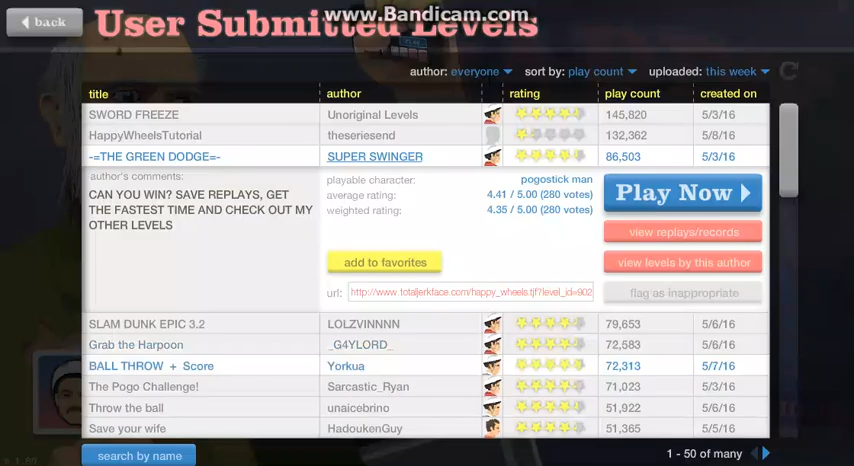 www.Bandicam.com
back
User Submitted Levels
author: everyone sort by: play count uploaded: this week
title author rating play count created on
SWORD FREEZE Unoriginal Levels 145,820 5/3/16
HappyWheelsTutorial theseriesend 132,362 5/8/16
-=THE GREEN DODGE=- SUPER SWINGER 86,503 5/3/16
author's comments:
CAN YOU WIN? SAVE REPLAYS, GET
THE FASTEST TIME AND CHECK OUT MY
OTHER LEVELS
playable character: pogostick man
average rating: 4.41 / 5.00 (280 votes)
weighted rating: 4.35 / 5.00 (280 votes)
add to favorites
url: http://www.totaljerkface.com/happy_wheels.tjf?level_id=902
Play Now
view replays/records
view levels by this author
flag as inappropriate
SLAM DUNK EPIC 3.2 LOLZVINNNN 79,653 5/6/16
Grab the Harpoon _G4YLORD_ 72,583 5/6/16
BALL THROW + Score Yorkua 72,313 5/7/16
The Pogo Challenge! Sarcastic_Ryan 71,023 5/3/16
Throw the ball unaicebrino 51,922 5/6/16
Save your wife HadoukenGuy 51,365 5/5/16
search by name
1 - 50 of many